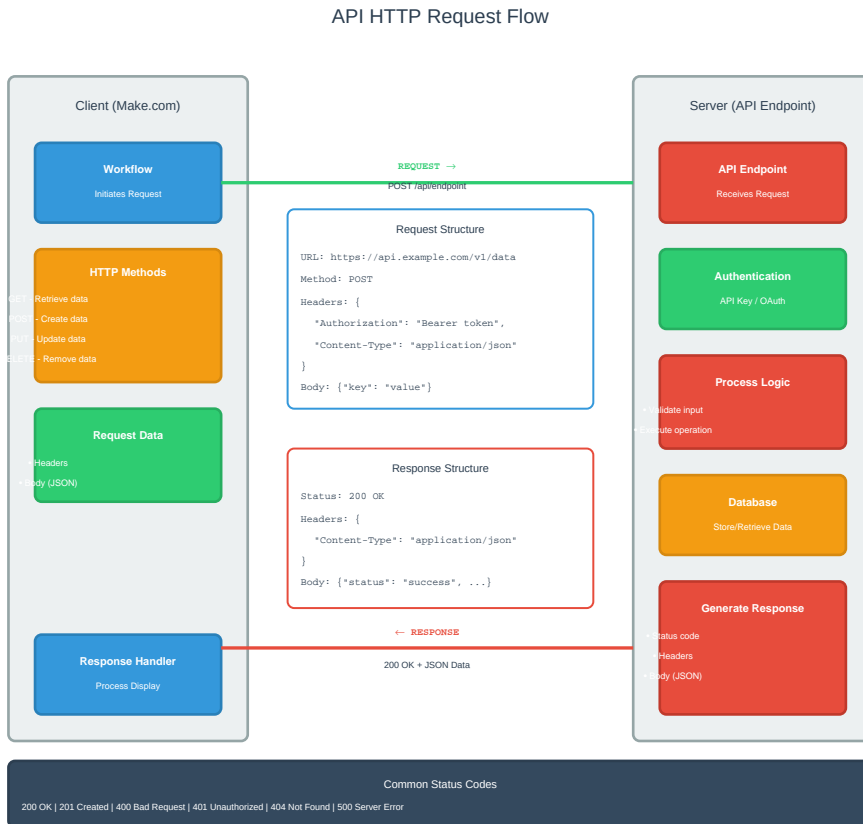 API HTTP Request Flow
Client (Make.com)
Workflow
Initiates Request
HTTP Methods
GET - Retrieve data
POST - Create data
PUT - Update data
DELETE - Remove data
Request Data
• Headers
• Body (JSON)
Response Handler
Process Display
REQUEST →
POST /api/endpoint
Request Structure
URL: https://api.example.com/v1/data
Method: POST
Headers: {
"Authorization": "Bearer token",
"Content-Type": "application/json"
}
Body: {"key": "value"}
Response Structure
Status: 200 OK
Headers: {
"Content-Type": "application/json"
}
Body: {"status": "success", ...}
← RESPONSE
200 OK + JSON Data
Server (API Endpoint)
API Endpoint
Receives Request
Authentication
API Key / OAuth
Process Logic
• Validate input
• Execute operation
Database
Store/Retrieve Data
Generate Response
• Status code
• Headers
• Body (JSON)
Common Status Codes
200 OK | 201 Created | 400 Bad Request | 401 Unauthorized | 404 Not Found | 500 Server Error